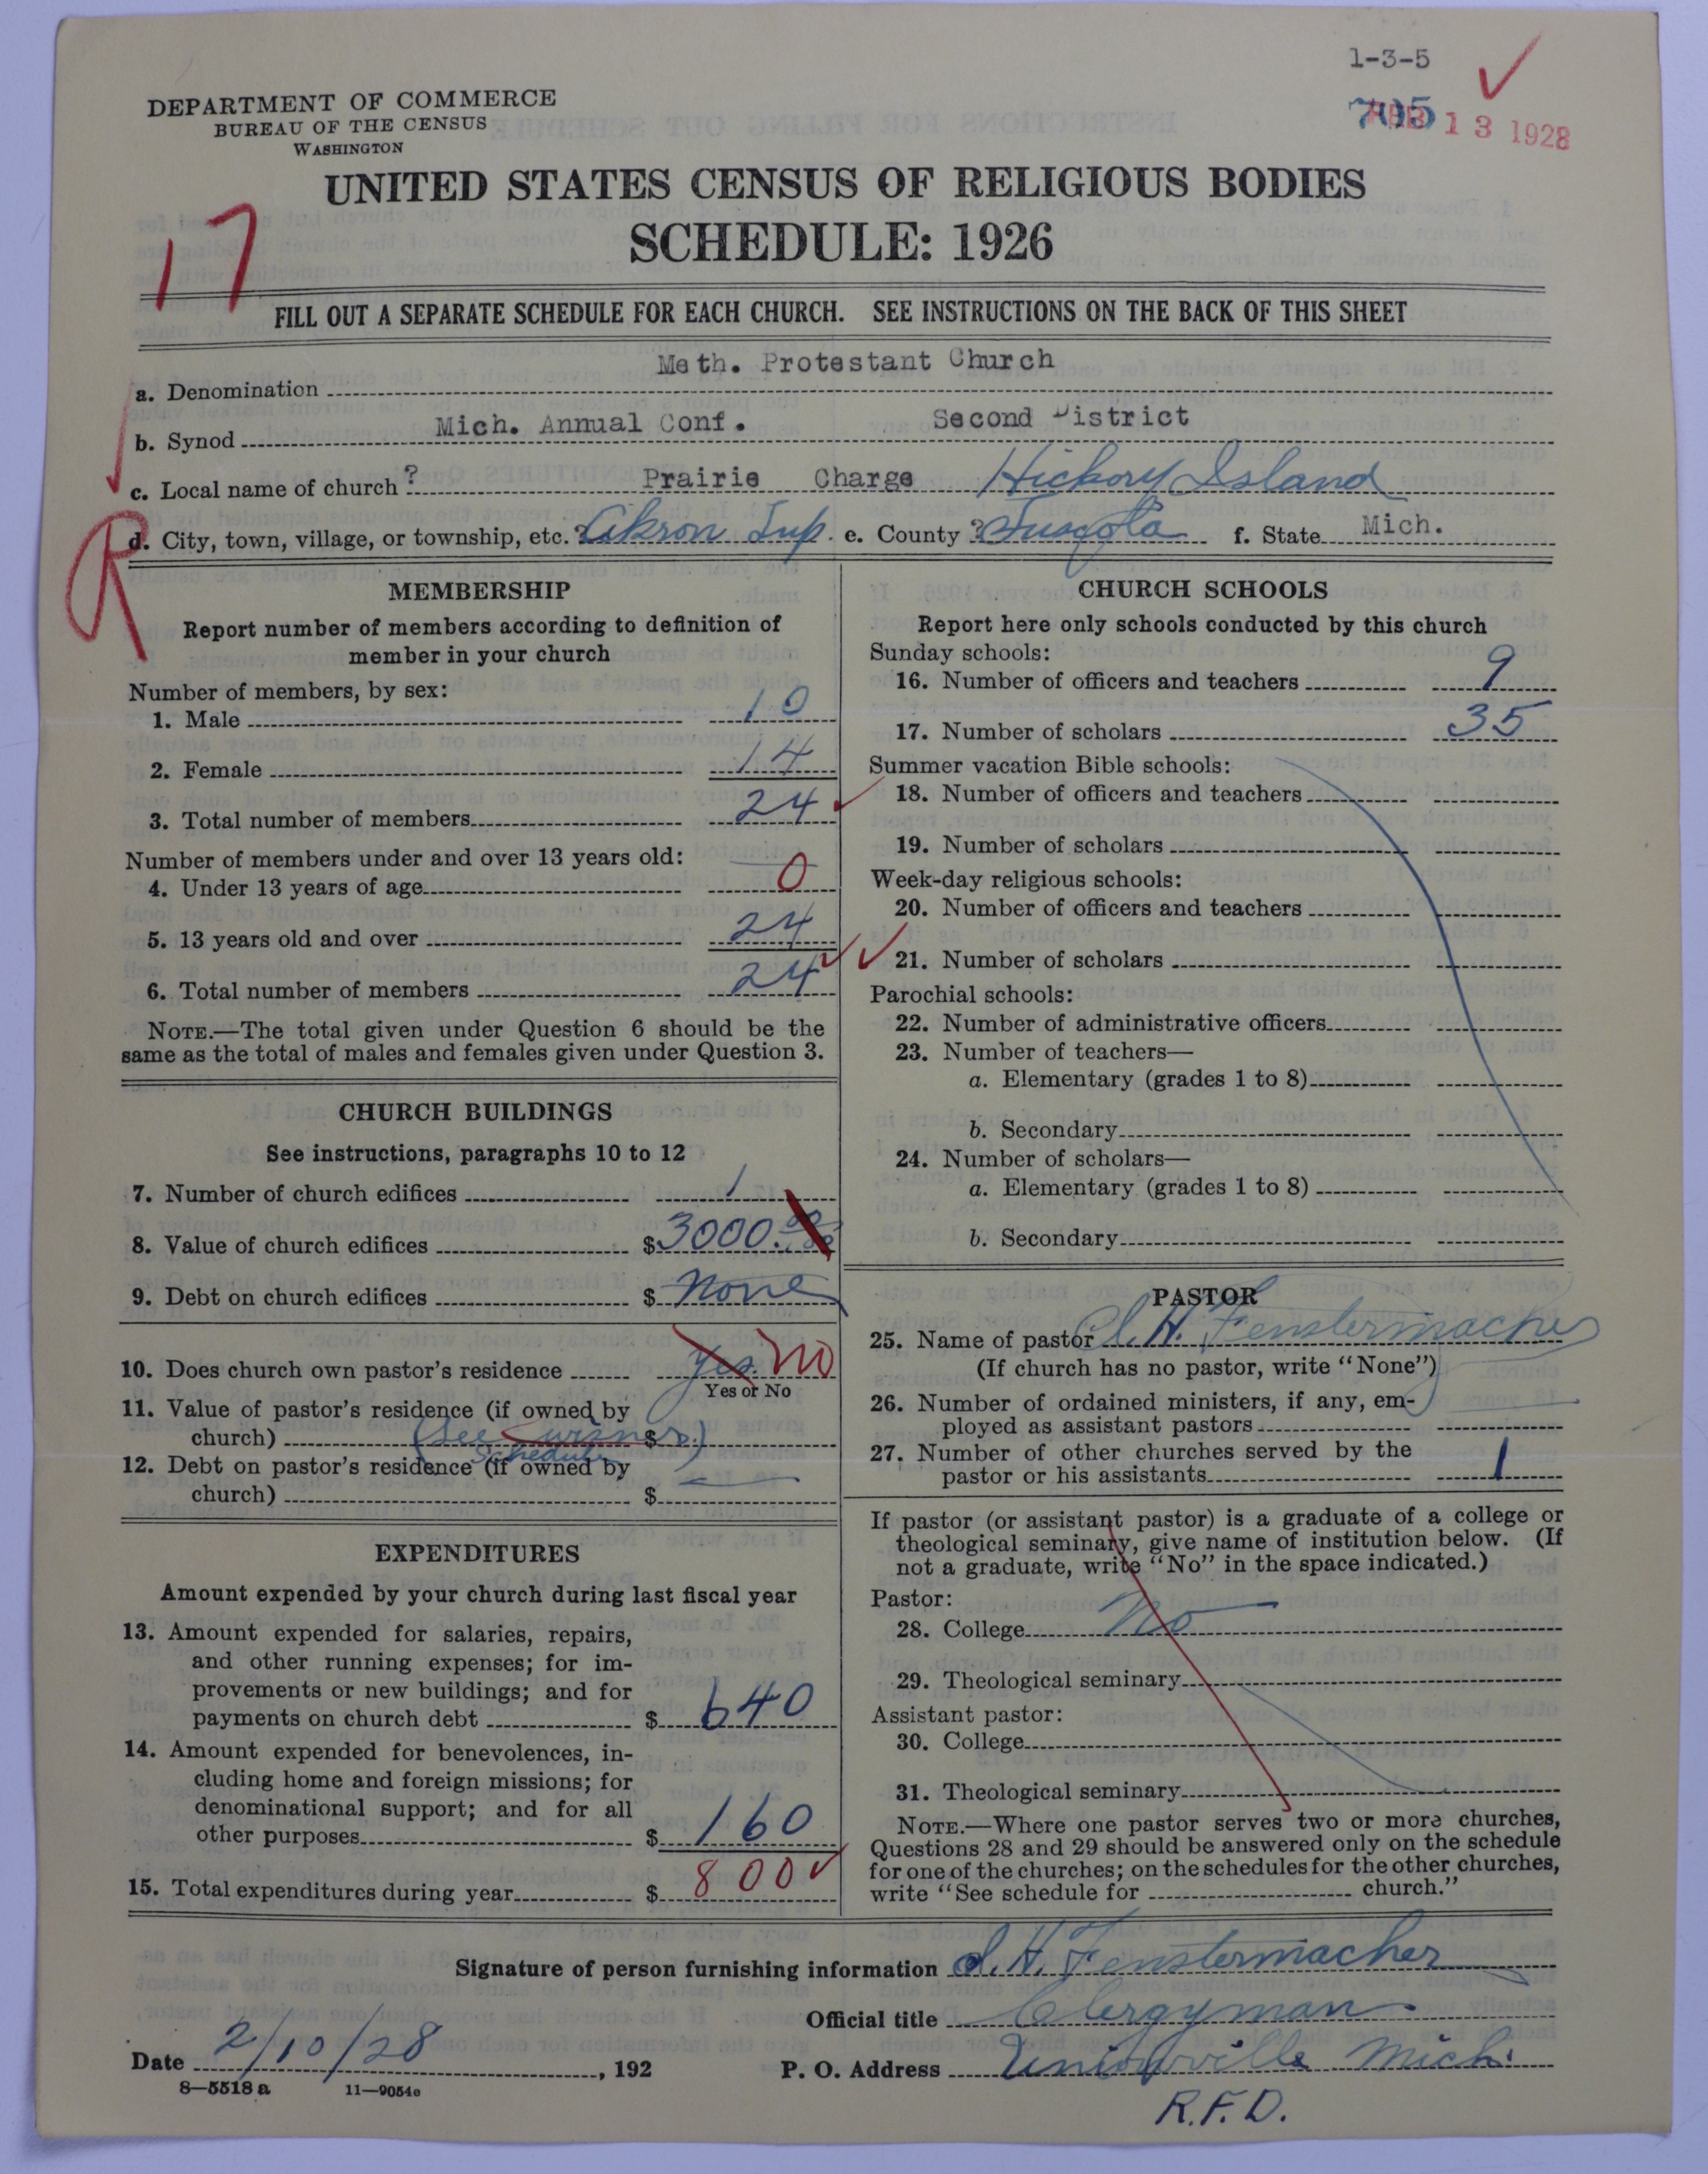 1-3-5
705
13 1928
DEPARTMENT OF COMMERCE
BUREAU OF THE CENSUS
WASHINGTON
UNITED STATES CENSUS OF RELIGIOUS BODIES
SCHEDULE: 1926
17
FILL OUT A SEPARATE SCHEDULE FOR EACH CHURCH. SEE INSTRUCTIONS ON THE BACK OF THIS SHEET
a. Denomination Meth. Protestant Church
b. Synod Mich. Annual Conf. Second District
c. Local name of church ? Prairie Charge Hickory Island
R
d. City, town, village, or township, etc. ? Akron Twp. e. County ? Tuscola f. State Mich.
MEMBERSHIP
Report number of members according to definition of
member in your church
Number of members, by sex:
1. Male 10
2. Female 14
3. Total number of members 24
Number of members under and over 13 years old:
4. Under 13 years of age 0
5. 13 years old and over 24
6. Total number of members 24
NOTE.—The total given under Question 6 should be the
same as the total of males and females given under Question 3.
CHURCH BUILDINGS
See instructions, paragraphs 10 to 12
7. Number of church edifices 1
8. Value of church edifices $3000.
9. Debt on church edifices $ None
10. Does church own pastor's residence Yes. No
Yes or No
11. Value of pastor's residence (if owned by
church) (See Wisner $ )
Schedule
12. Debt on pastor's residence (if owned by
church) $ —
EXPENDITURES
Amount expended by your church during last fiscal year
13. Amount expended for salaries, repairs,
and other running expenses; for im-
provements or new buildings; and for
payments on church debt $ 640
14. Amount expended for benevolences, in-
cluding home and foreign missions; for
denominational support; and for all
other purposes $ 160
15. Total expenditures during year $ 800
CHURCH SCHOOLS
Report here only schools conducted by this church
Sunday schools:
16. Number of officers and teachers 9
17. Number of scholars 35
Summer vacation Bible schools:
18. Number of officers and teachers
19. Number of scholars
Week-day religious schools:
20. Number of officers and teachers
21. Number of scholars
Parochial schools:
22. Number of administrative officers
23. Number of teachers—
a. Elementary (grades 1 to 8)
b. Secondary
24. Number of scholars—
a. Elementary (grades 1 to 8)
b. Secondary
PASTOR
25. Name of pastor H. Fenstermacher
(If church has no pastor, write "None")
26. Number of ordained ministers, if any, em-
ployed as assistant pastors
27. Number of other churches served by the
pastor or his assistants 1
If pastor (or assistant pastor) is a graduate of a college or
theological seminary, give name of institution below. (If
not a graduate, write "No" in the space indicated.)
Pastor:
28. College No
29. Theological seminary
Assistant pastor:
30. College
31. Theological seminary
NOTE.—Where one pastor serves two or more churches,
Questions 28 and 29 should be answered only on the schedule
for one of the churches; on the schedules for the other churches,
write "See schedule for church."
Signature of person furnishing information H. Fenstermacher
Official title Clergyman.
Date 2/10/28, 192 P. O. Address Unionville Mich.
8—5518 a 11—9054e
R.F.D.